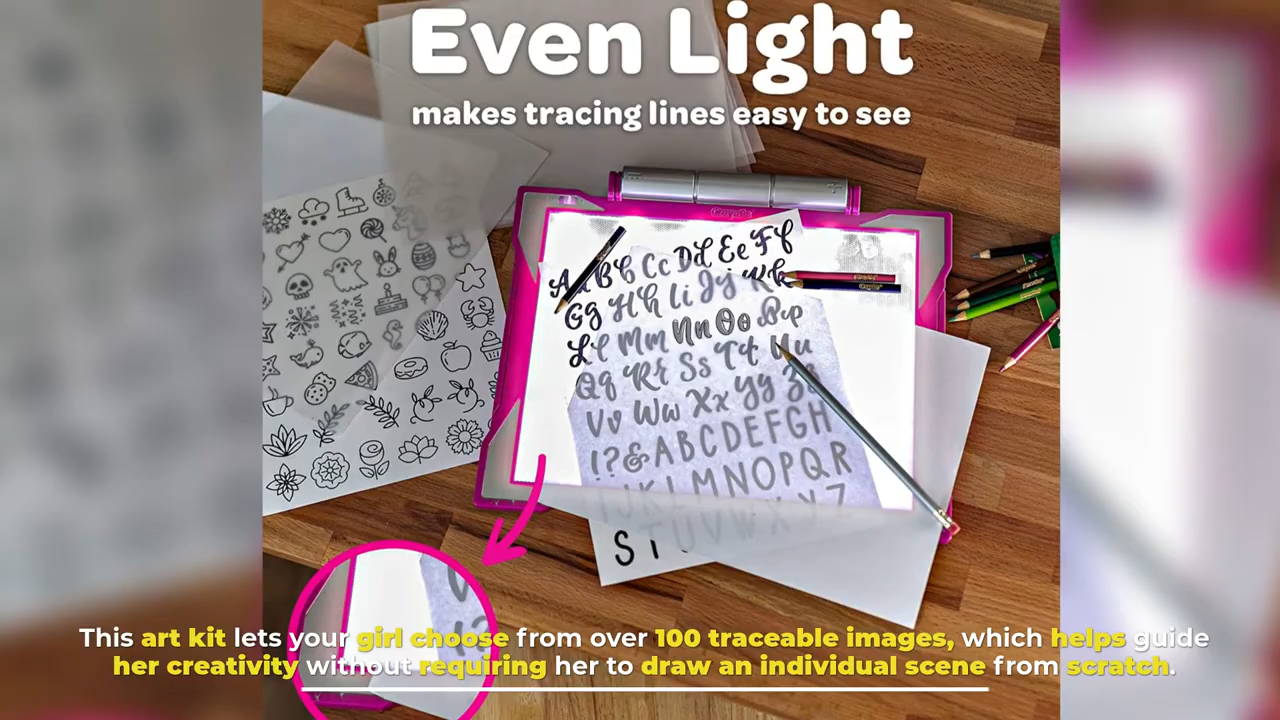 Even Light
makes tracing lines easy to see
Crayola
Aa Bb Cc Dd Ee Ff
Gg Hh Ii Jj Kk
Ll Mm Nn Oo Pp
Qq Rr Ss Tt Uu
Vv Ww Xx Yy Zz
!?& A B C D E F G H
I J K L M N O P Q R
S T U V W X Y Z
This art kit lets your girl choose from over 100 traceable images, which helps guide
her creativity without requiring her to draw an individual scene from scratch.